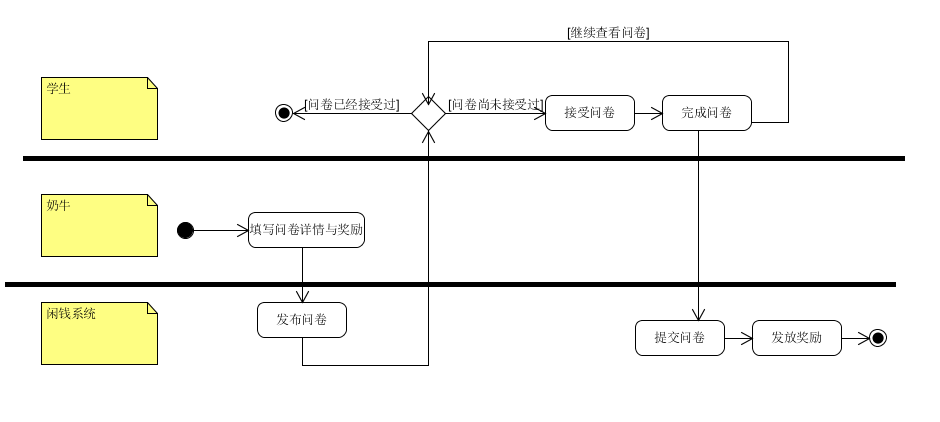 [继续查看问卷]
学生
[问卷已经接受过]
[问卷尚未接受过]
接受问卷
完成问卷
奶牛
填写问卷详情与奖励
闲钱系统
发布问卷
提交问卷
发放奖励